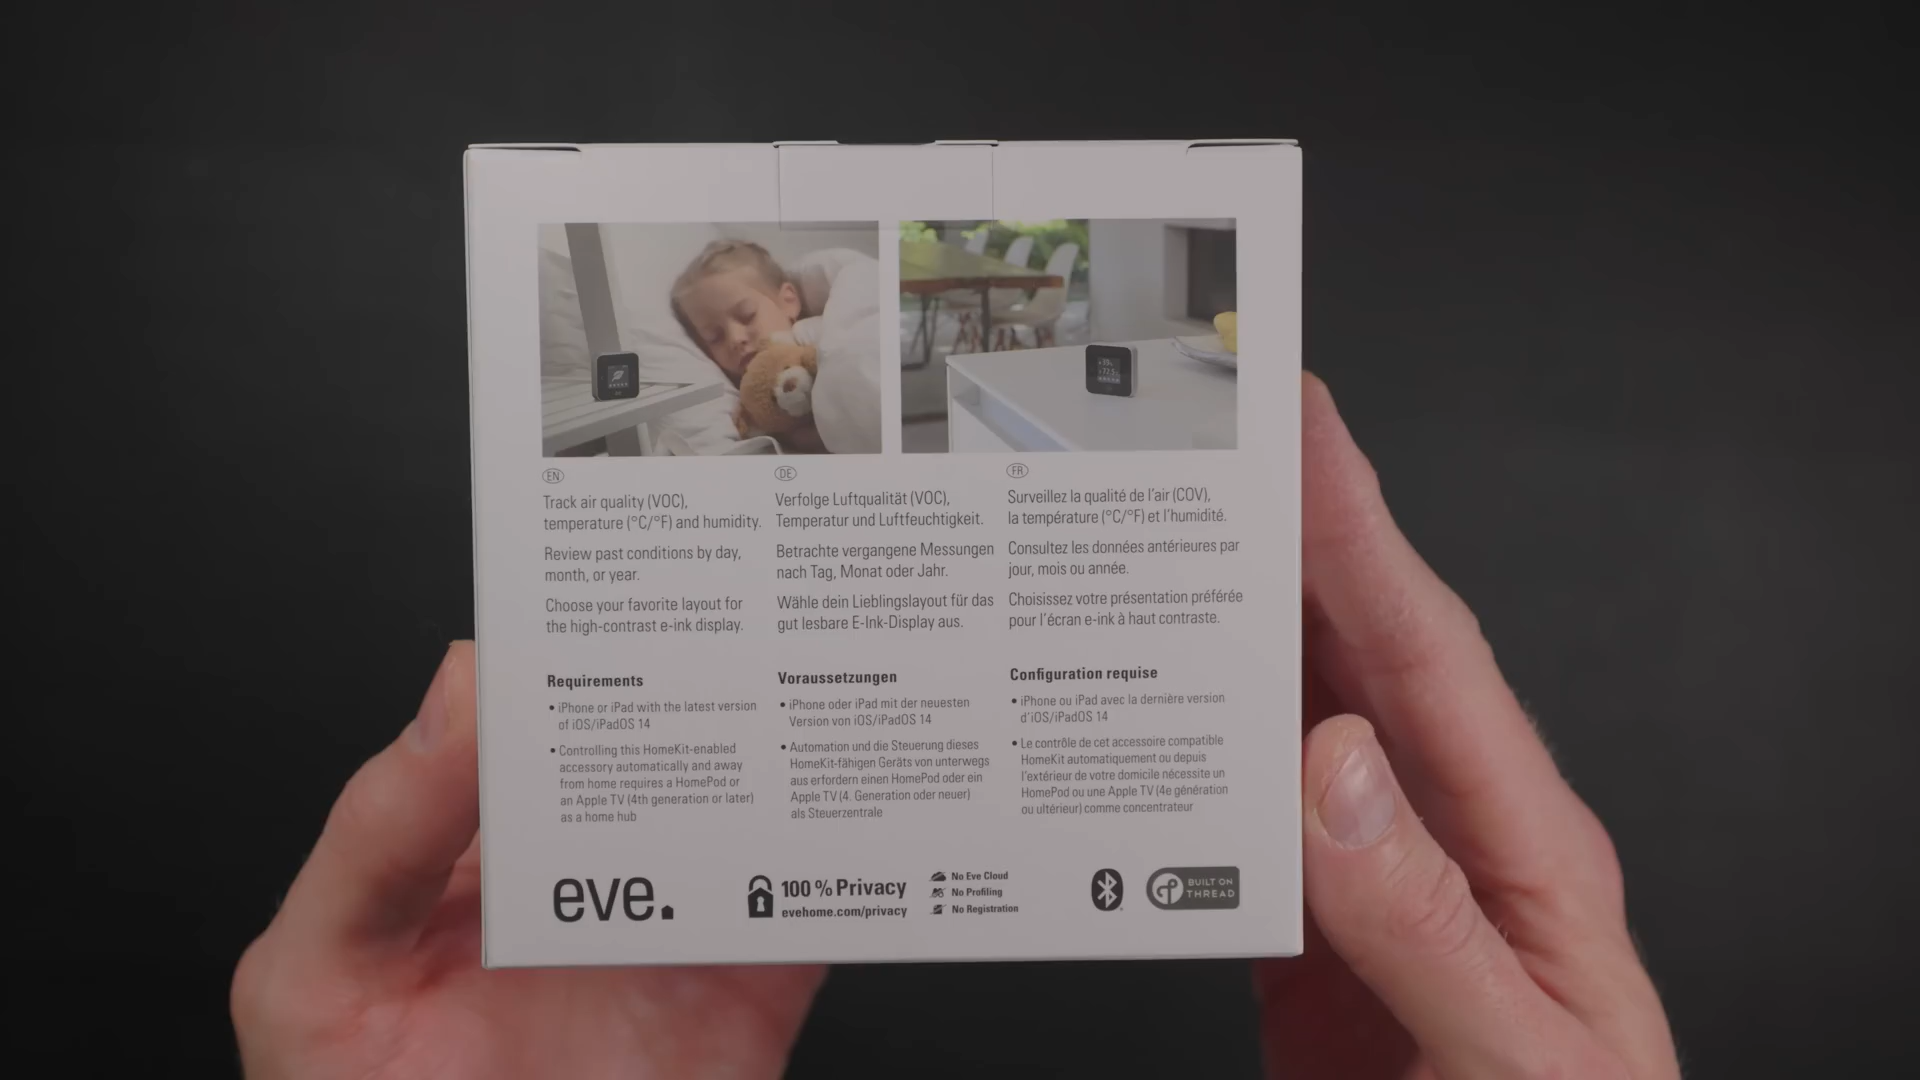 EN
Track air quality (VOC),
temperature (°C/°F) and humidity.
Review past conditions by day,
month, or year.
Choose your favorite layout for
the high-contrast e-ink display.
Requirements
• iPhone or iPad with the latest version
of iOS/iPadOS 14
• Controlling this HomeKit-enabled
accessory automatically and away
from home requires a HomePod or
an Apple TV (4th generation or later)
as a home hub
DE
Verfolge Luftqualität (VOC),
Temperatur und Luftfeuchtigkeit.
Betrachte vergangene Messungen
nach Tag, Monat oder Jahr.
Wähle dein Lieblingslayout für das
gut lesbare E-Ink-Display aus.
Voraussetzungen
• iPhone oder iPad mit der neuesten
Version von iOS/iPadOS 14
• Automation und die Steuerung dieses
HomeKit-fähigen Geräts von unterwegs
aus erfordern einen HomePod oder ein
Apple TV (4. Generation oder neuer)
als Steuerzentrale
FR
Surveillez la qualité de l'air (COV),
la température (°C/°F) et l'humidité.
Consultez les données antérieures par
jour, mois ou année.
Choisissez votre présentation préférée
pour l'écran e-ink à haut contraste.
Configuration requise
• iPhone ou iPad avec la dernière version
d'iOS/iPadOS 14
• Le contrôle de cet accessoire compatible
HomeKit automatiquement ou depuis
l'extérieur de votre domicile nécessite un
HomePod ou une Apple TV (4e génération
ou ultérieur) comme concentrateur
eve.
100 % Privacy
evehome.com/privacy
No Eve Cloud
No Profiling
No Registration
BUILT ON
THREAD